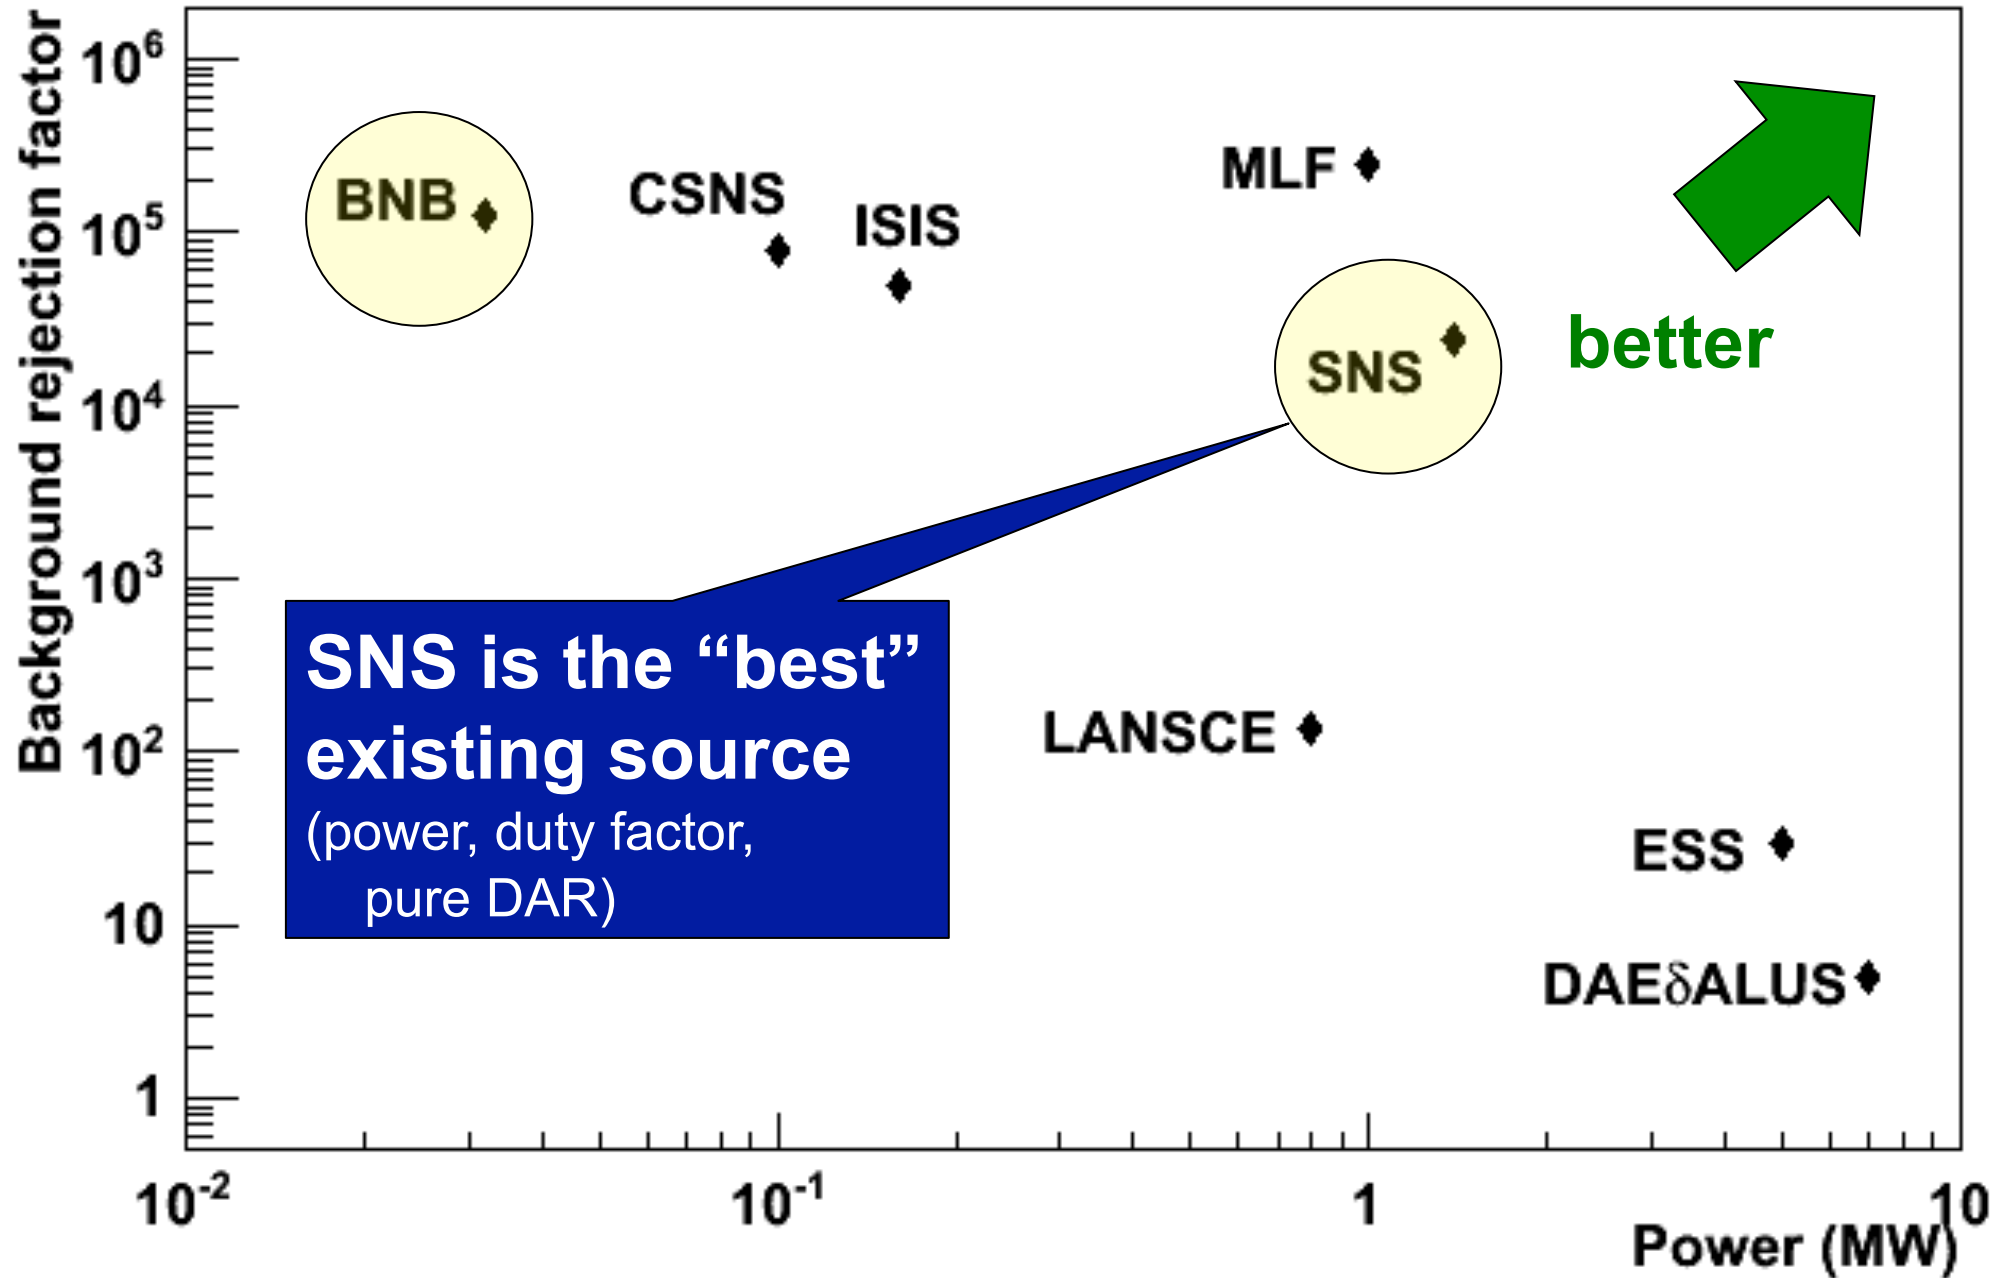 Background rejection factor
10⁶
10⁵
10⁴
10³
10²
10
1
BNB
CSNS
ISIS
MLF
SNS
better
SNS is the “best”
existing source
(power, duty factor,
pure DAR)
LANSCE
ESS
DAEδALUS
10⁻²
10⁻¹
1
10
Power (MW)